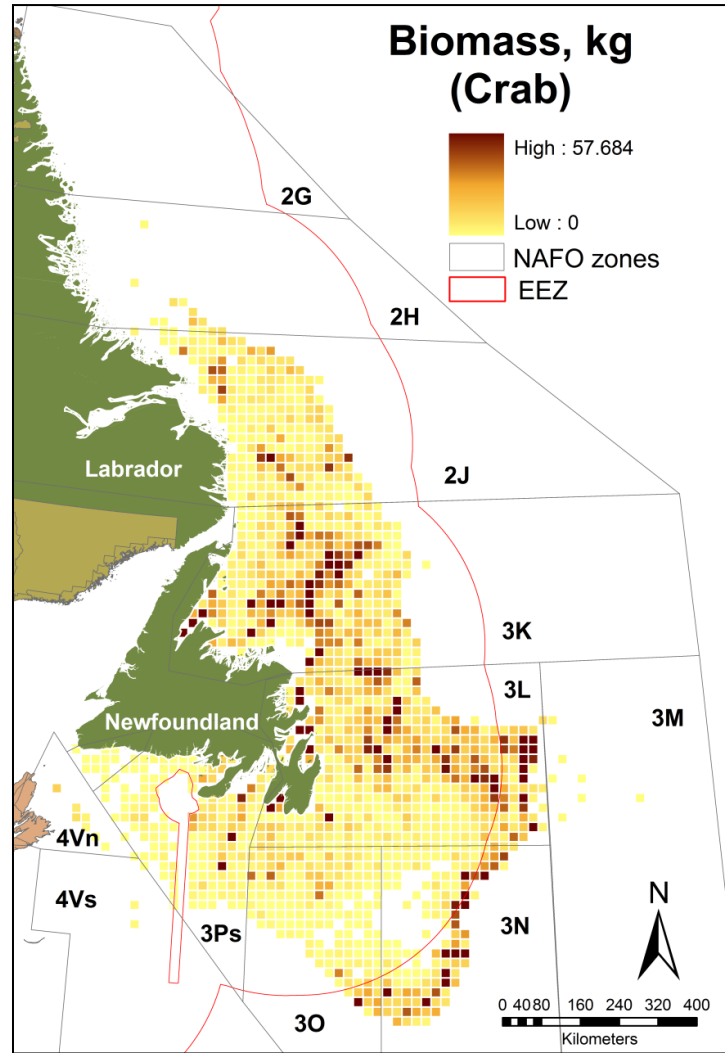 Biomass, kg
(Crab)
High : 57.684
Low : 0
NAFO zones
EEZ
2G
2H
Labrador
2J
3K
3L
3M
Newfoundland
4Vn
4Vs
3Ps
3N
3O
N
0 40 80 160 240 320 400
Kilometers